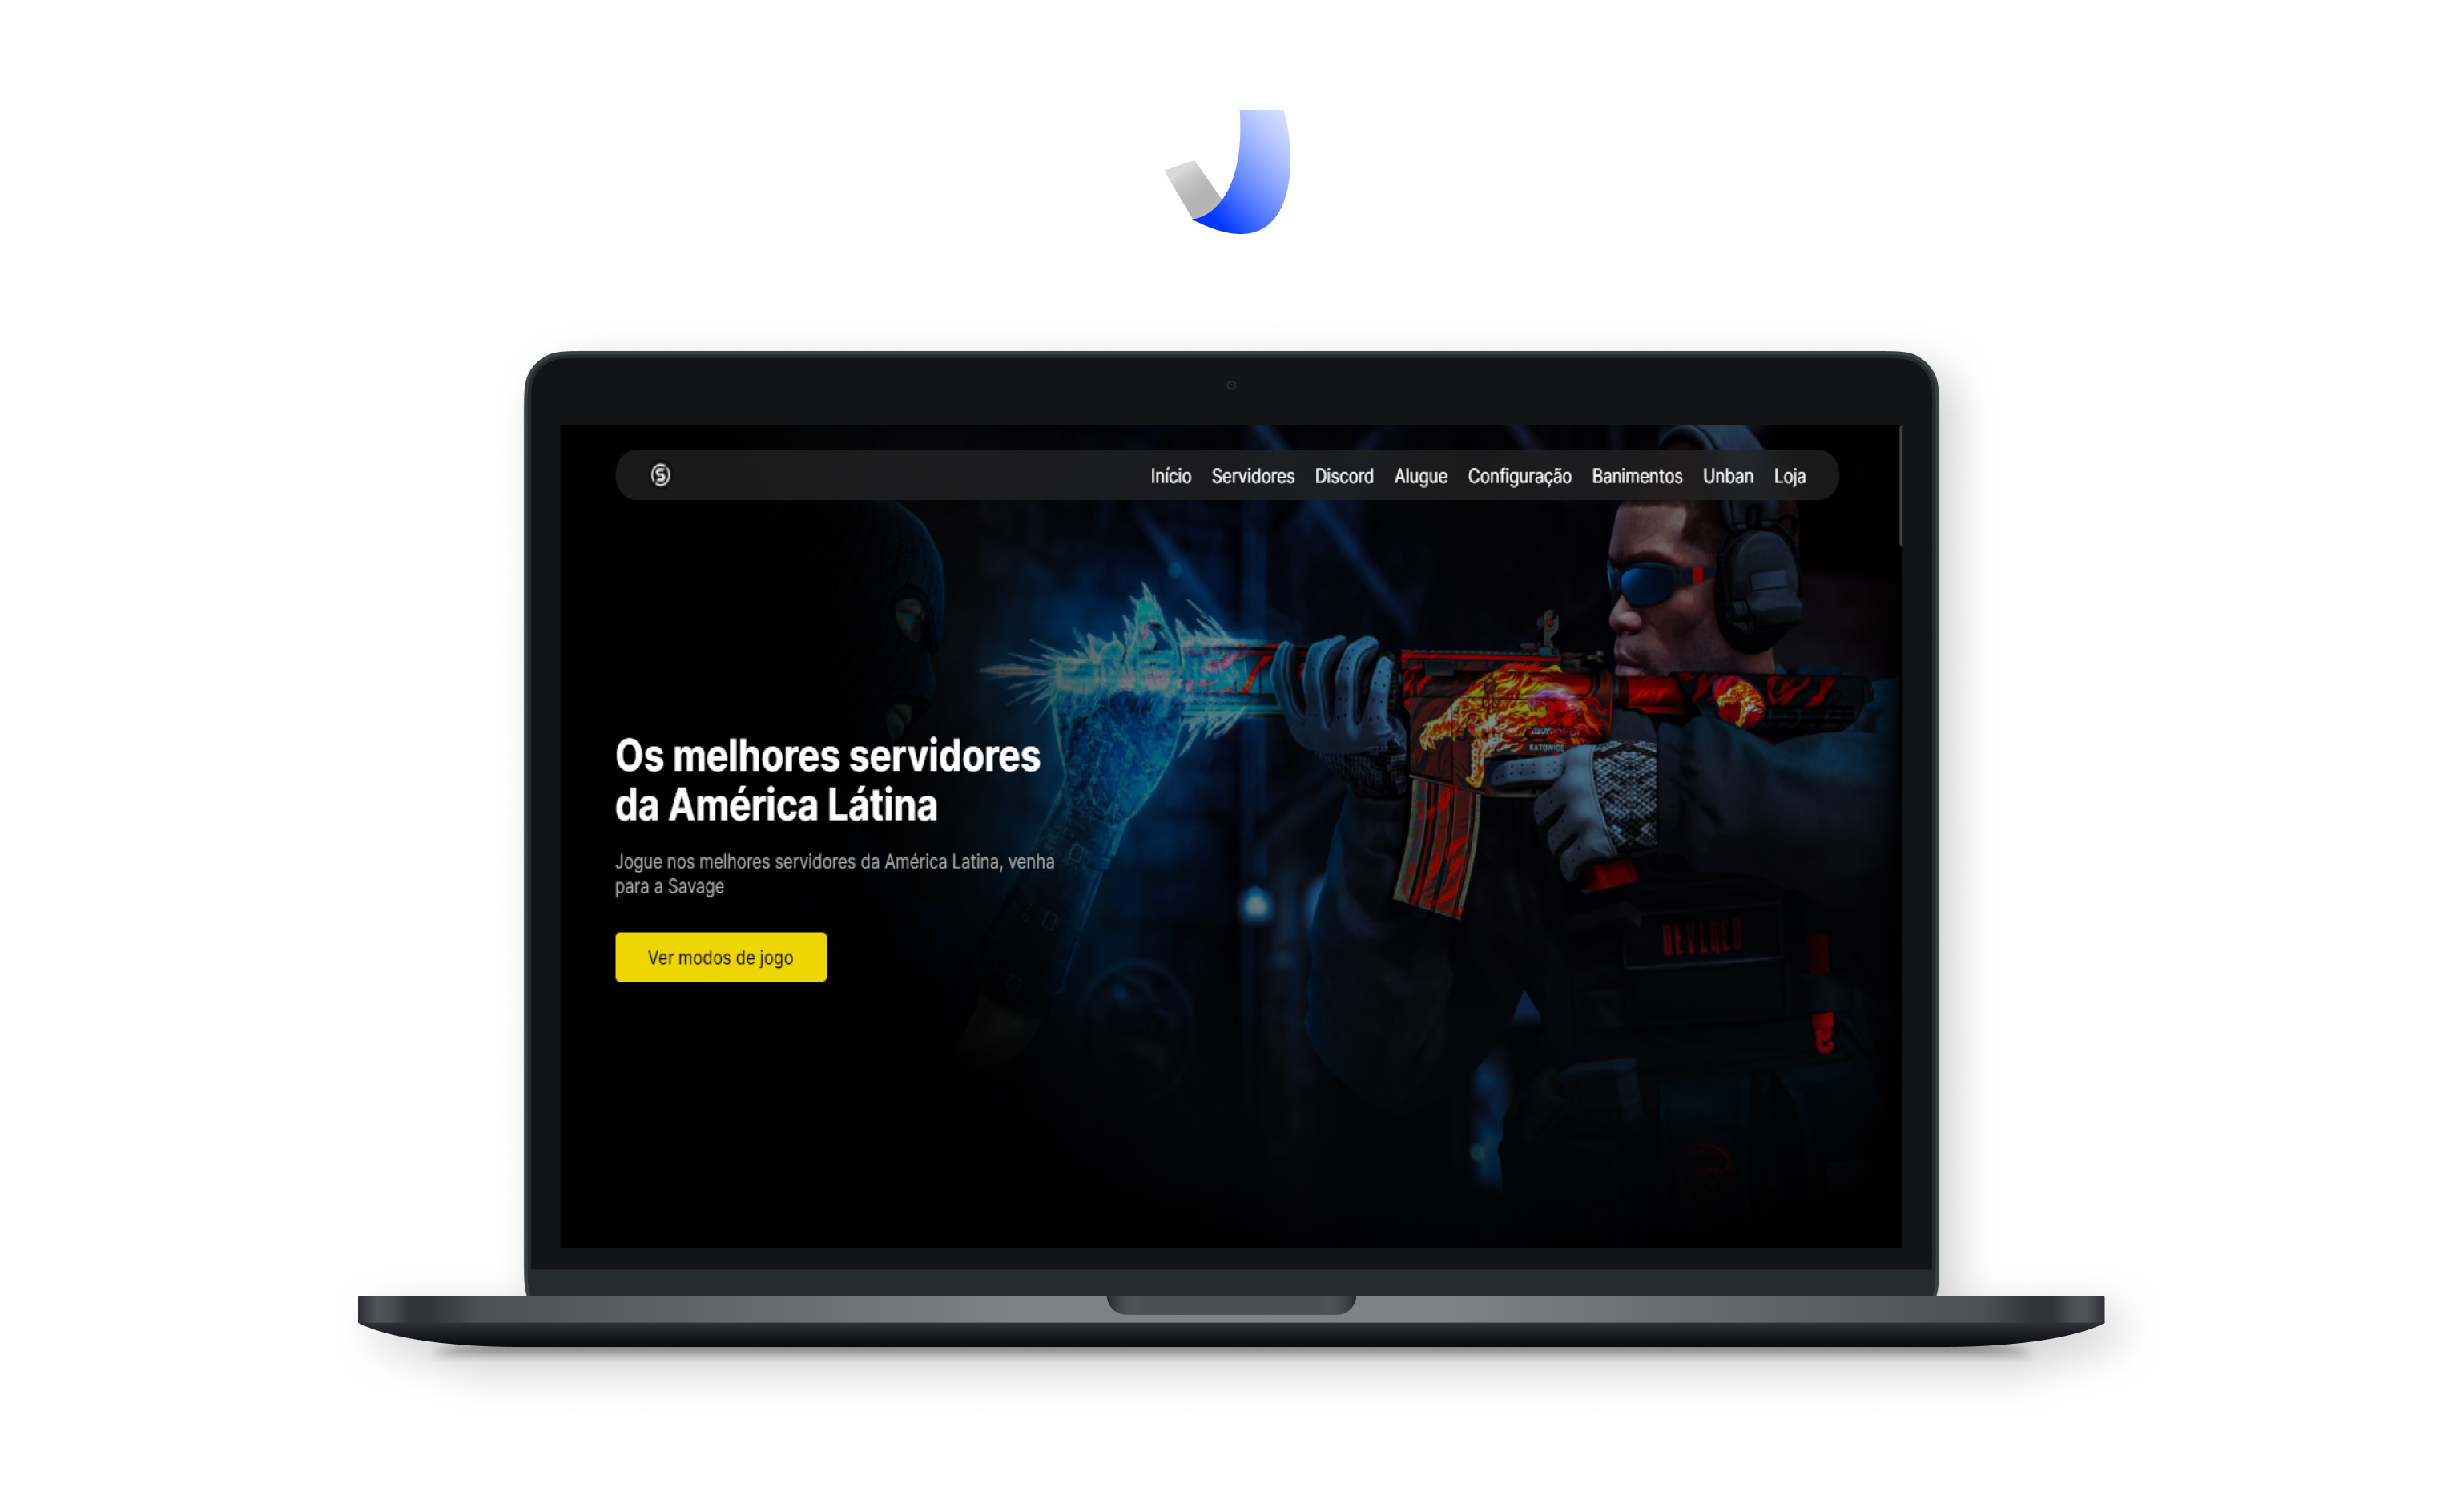 Início Servidores Discord Alugue Configuração Banimentos Unban Loja
KATOWICE
Os melhores servidores
da América Látina
Jogue nos melhores servidores da América Latina, venha
para a Savage
Ver modos de jogo